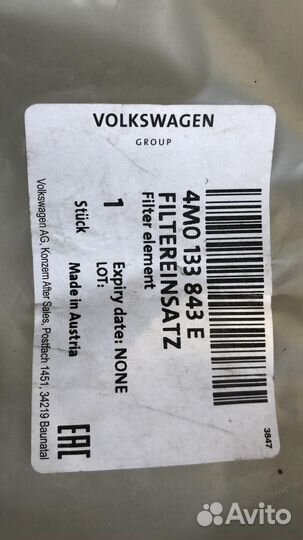 VOLKSWAGEN
GROUP
4M0 133 843 E
FILTEREINSATZ
Filter element
1
Stück
Expiry date: NONE
LOT:
Made in Austria
Volkswagen AG, Konzern After Sales, Postfach 1451, 34219 Baunatal
EAC
3847
Avito